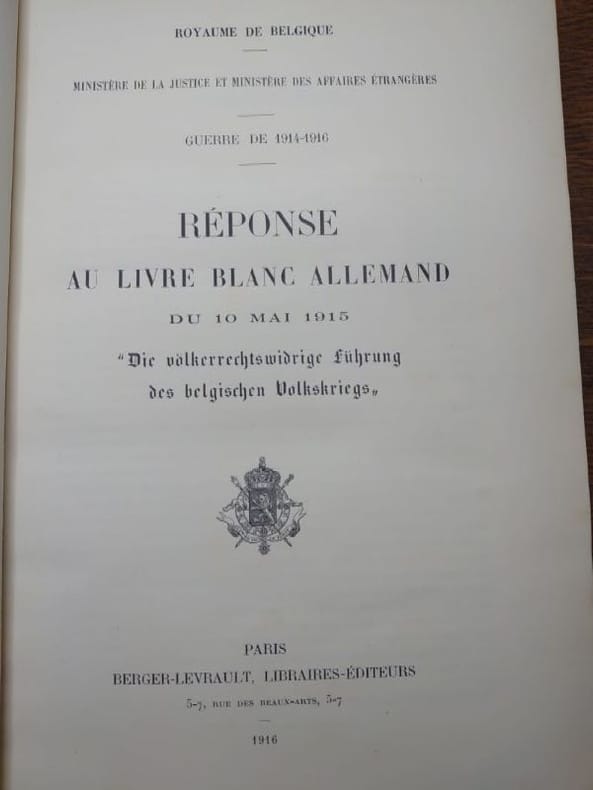 ROYAUME DE BELGIQUE
MINISTÈRE DE LA JUSTICE ET MINISTÈRE DES AFFAIRES ÉTRANGÈRES
GUERRE DE 1914-1916
RÉPONSE
AU LIVRE BLANC ALLEMAND
DU 10 MAI 1915
“Die völkerrechtswidrige Führung
des belgischen Volkskriegs„
PARIS
BERGER-LEVRAULT, LIBRAIRES-ÉDITEURS
5-7, RUE DES BEAUX-ARTS, 5-7
1916